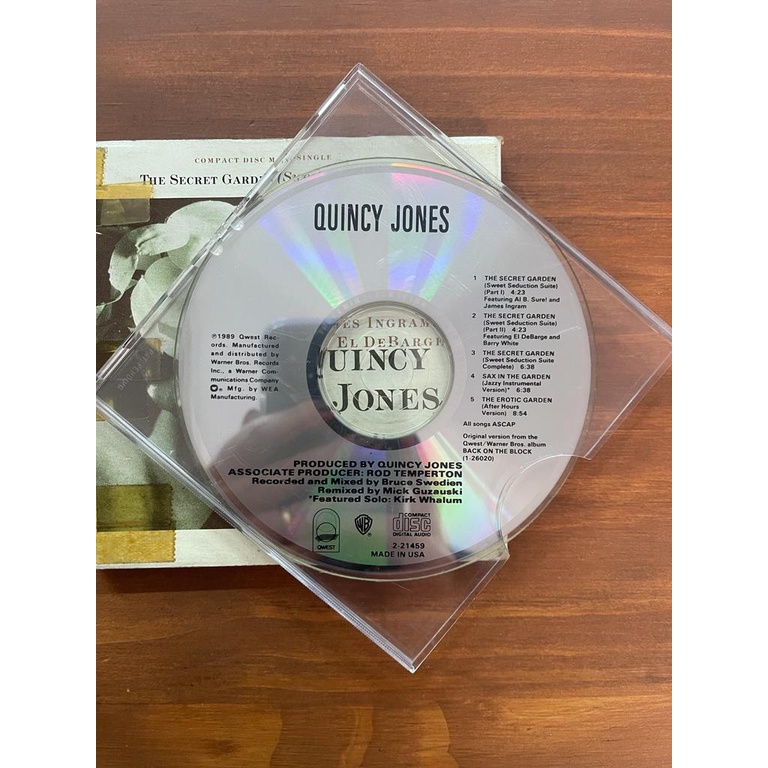 COMPACT DISC M SINGLE
THE SECRET GARDE
QUINCY JONES
1 THE SECRET GARDEN
(Sweet Seduction Suite)
(Part I) 4:23
Featuring Al B. Sure! and
James Ingram
2 THE SECRET GARDEN
(Sweet Seduction Suite)
(Part II) 4:23
Featuring El DeBarge and
Barry White
3 THE SECRET GARDEN
(Sweet Seduction Suite
Complete) 6:38
4 SAX IN THE GARDEN
(Jazzy Instrumental
Version)* 6:38
5 THE EROTIC GARDEN
(After Hours
Version) 8:54
All songs ASCAP
Original version from the
Qwest/Warner Bros. album
BACK ON THE BLOCK
(1-26020)
℗1989 Qwest Rec-
ords. Manufactured
and distributed by
Warner Bros. Records
Inc., a Warner Com-
munications Company
Mfg. by WEA
Manufacturing.
ES INGRAM
EL DEBARGE
UINCY
JONES
PRODUCED BY QUINCY JONES
ASSOCIATE PRODUCER: ROD TEMPERTON
Recorded and Mixed by Bruce Swedien
Remixed by Mick Guzauski
*Featured Solo: Kirk Whalum
QWEST
WB
COMPACT
disc
DIGITAL AUDIO
2-21459
MADE IN USA